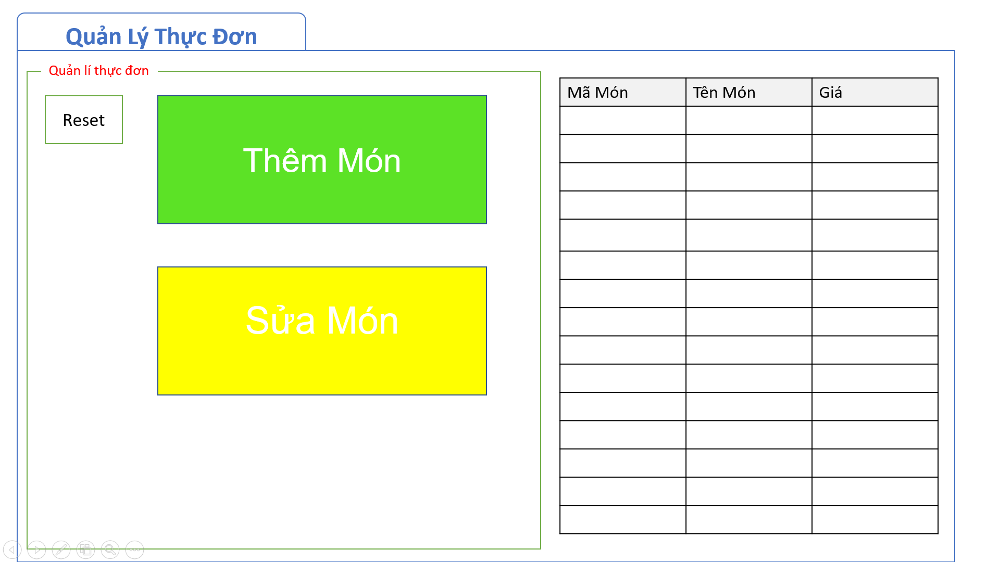 Quản Lý Thực Đơn
Quản lí thực đơn
Reset
Thêm Món
Sửa Món
Mã Món Tên Món Giá